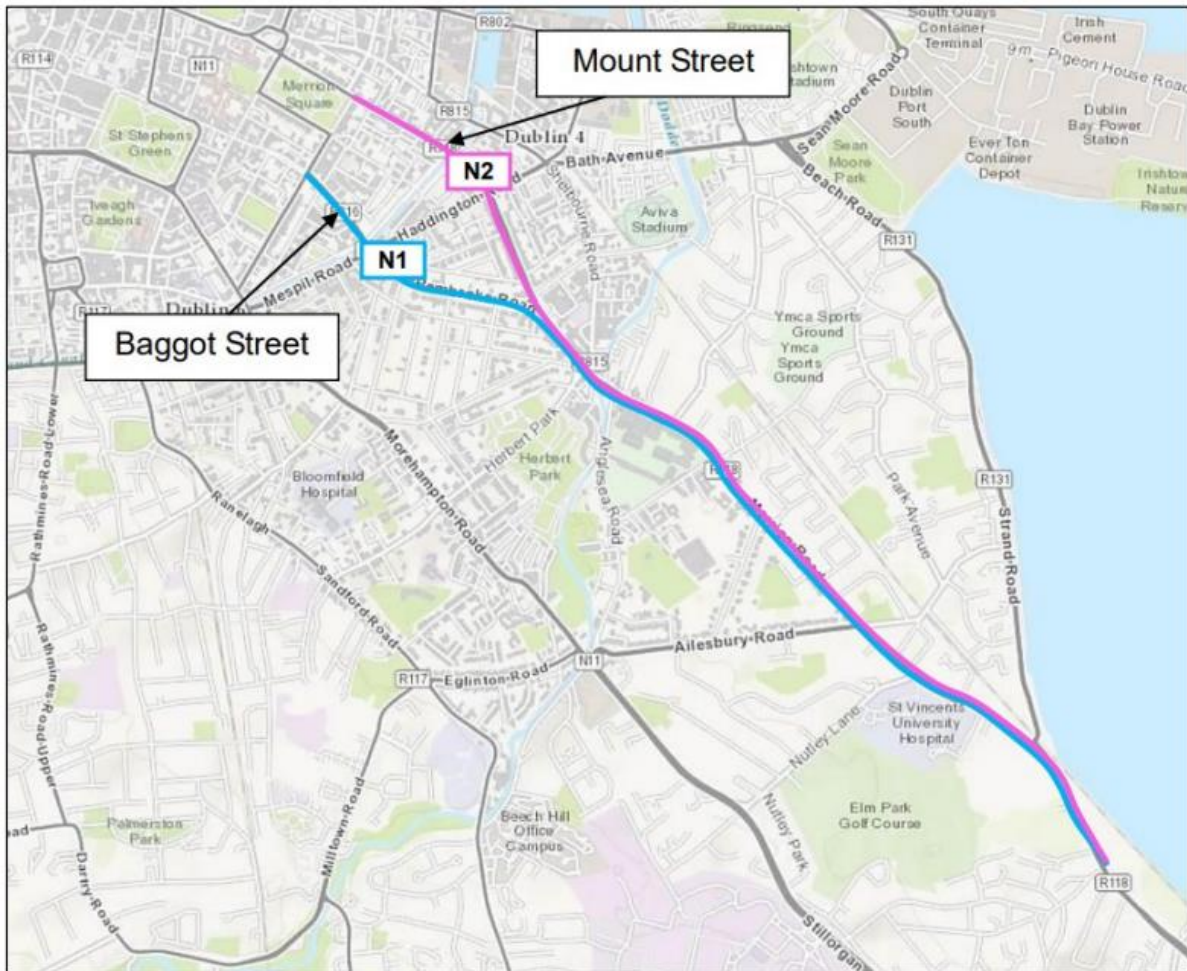 R802
South Quays
Container
Terminal
Irish
Cement
R114
N11
Mount Street
9 m - Pigeon House Road
Merrion
Square
R815
Dublin
Port
South
Dublin
Bay Power
Station
St Stephens
Green
Dublin 4
Sean Moore Road
N2
Bath Avenue
Sean
Moore
Park
Ever Ton
Container
Depot
Beach Road
Iveagh
Gardens
Haddington Road
Shelbourne Road
Aviva
Stadium
R131
N1
Mespil Road
Baggot Street
Ymca Sports
Ground
Ymca
Sports
Ground
Herbert Park
Herbert
Park
Anglesea Road
Bloomfield
Hospital
Morehampton Road
R131
Park Avenue
Strand Road
Rathmines Road Lower
Ranelagh
Sandford Road
Ailesbury Road
N11
R117
Eglinton Road
St Vincents
University
Hospital
Nutley Lane
Rathmines Road Upper
Elm Park
Golf Course
Nutley Park
Beech Hill
Office
Campus
Palmerston
Park
Milltown Road
Dartry Road
R118